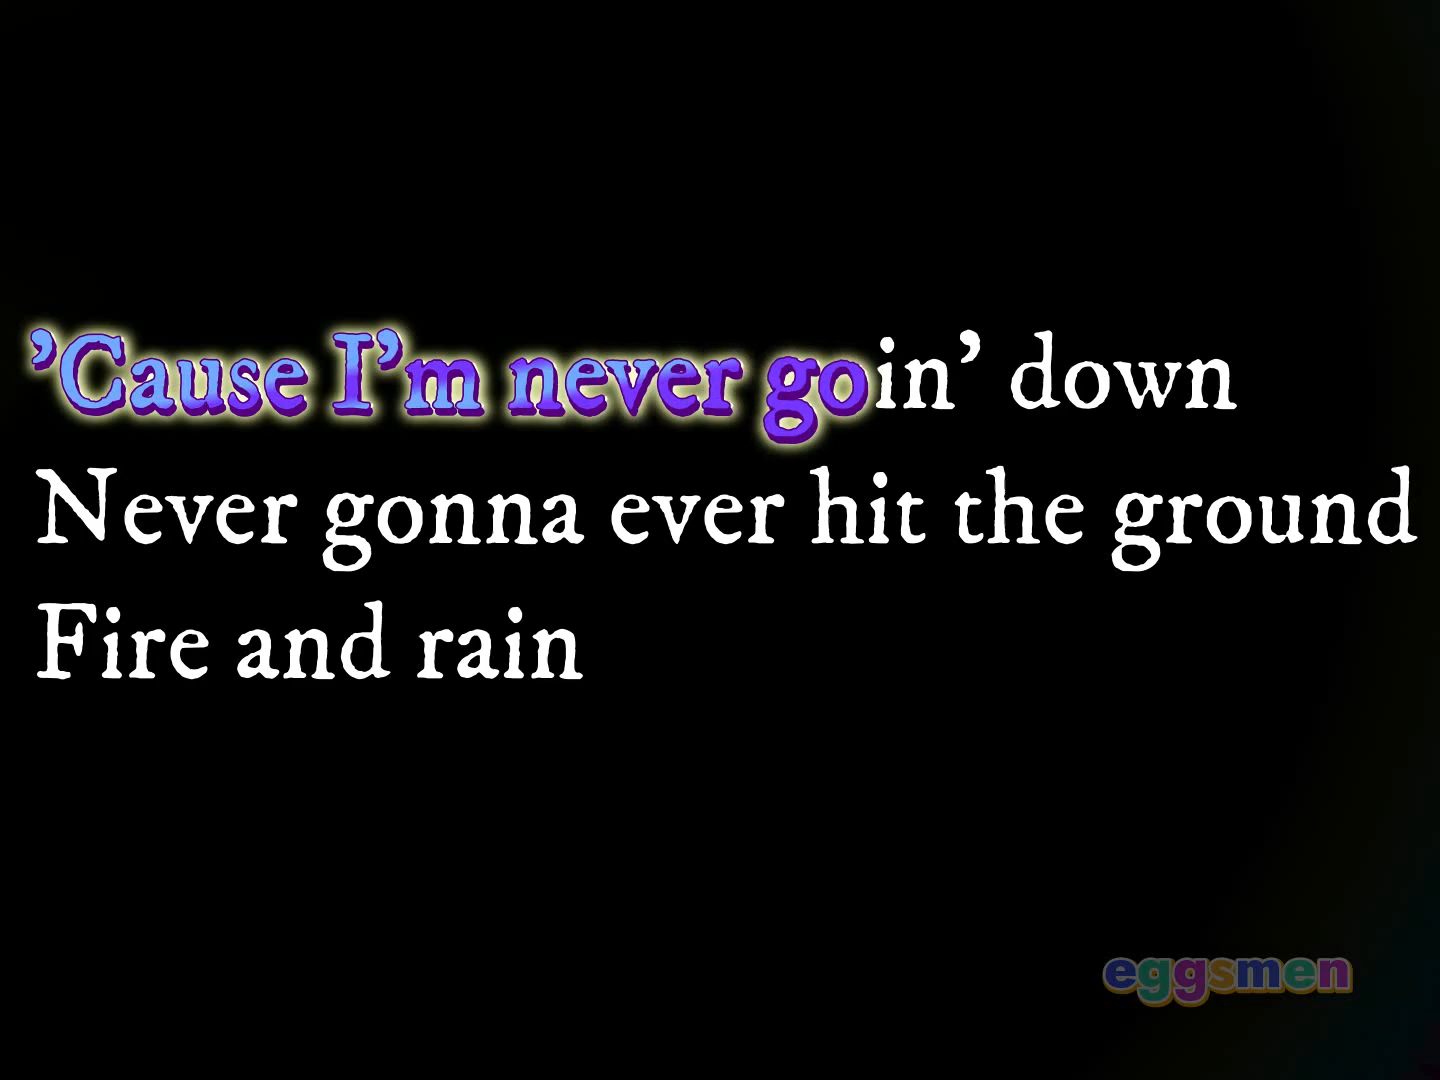 ’Cause I’m never goin’ down
Never gonna ever hit the ground
Fire and rain
eggsmen